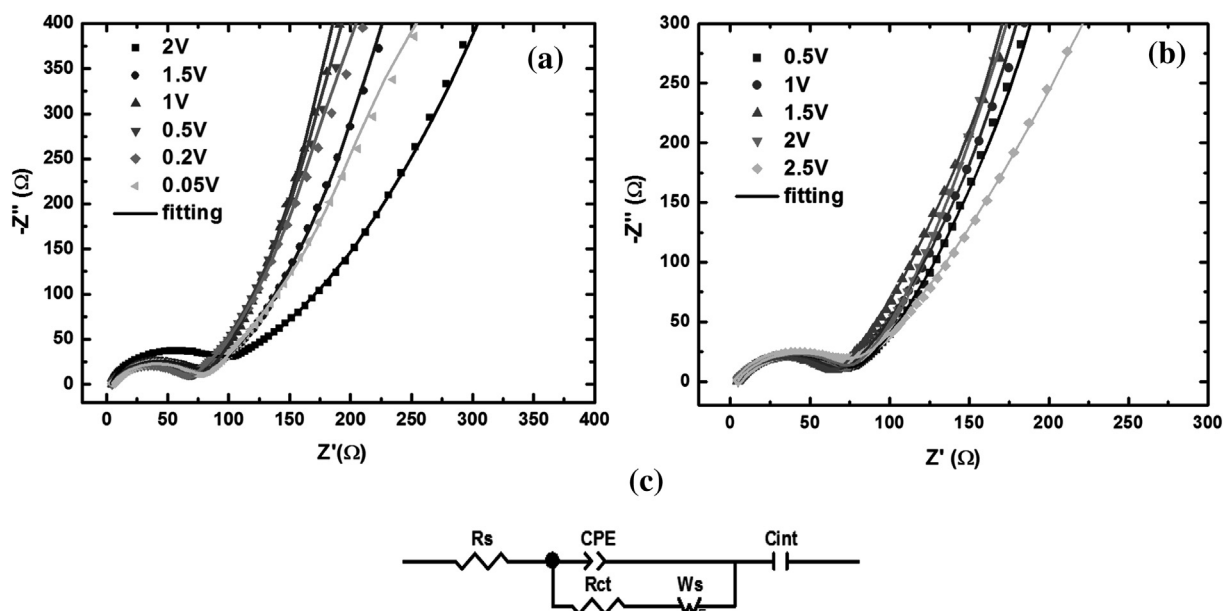 (a)
400
350
300
250
200
150
100
50
0
-Z'' (Ω)
2V
1.5V
1V
0.5V
0.2V
0.05V
fitting
0 50 100 150 200 250 300 350 400
Z'(Ω)
(b)
300
250
200
150
100
50
0
-Z'' (Ω)
0.5V
1V
1.5V
2V
2.5V
fitting
0 50 100 150 200 250 300
Z' (Ω)
(c)
Rs
CPE
Cint
Rct
Ws